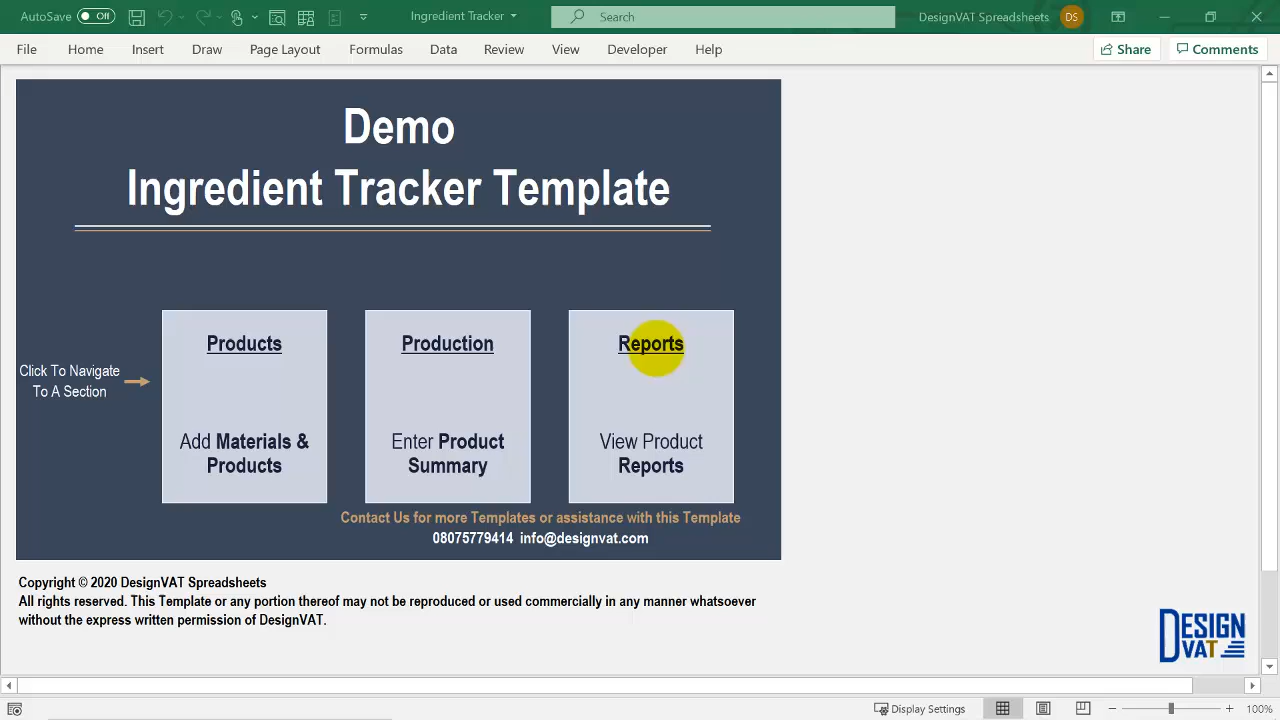 AutoSave Off Ingredient Tracker Search DesignVAT Spreadsheets DS
File Home Insert Draw Page Layout Formulas Data Review View Developer Help Share Comments
Demo
Ingredient Tracker Template
Click To Navigate
To A Section
Products
Add Materials &
Products
Production
Enter Product
Summary
Reports
View Product
Reports
Contact Us for more Templates or assistance with this Template
08075779414 info@designvat.com
Copyright © 2020 DesignVAT Spreadsheets
All rights reserved. This Template or any portion thereof may not be reproduced or used commercially in any manner whatsoever
without the express written permission of DesignVAT.
DESIGN
VAT
Display Settings 100%